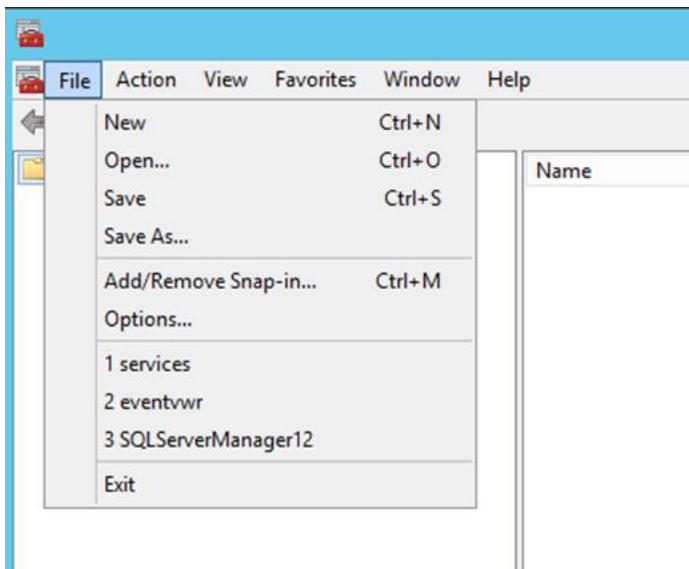 File Action View Favorites Window Help
New Ctrl+N
Open... Ctrl+O
Name
Save Ctrl+S
Save As...
Add/Remove Snap-in... Ctrl+M
Options...
1 services
2 eventvwr
3 SQLServerManager12
Exit